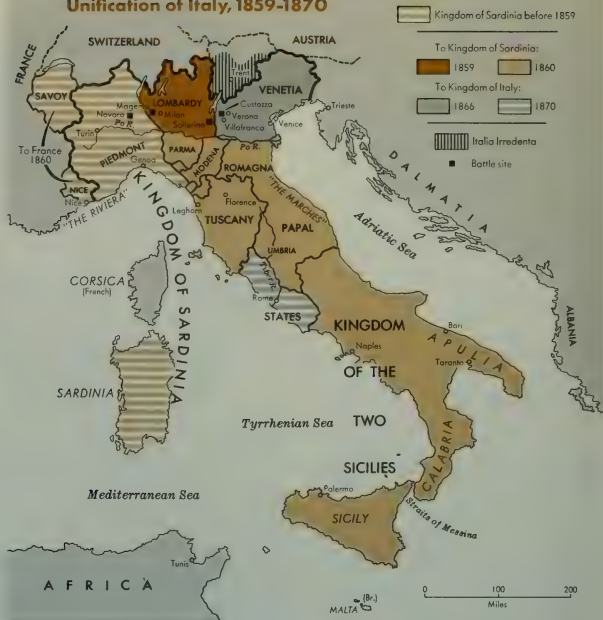 Unification of Italy, 1859-1870
Kingdom of Sardinia before 1859
To Kingdom of Sardinia:
1859
1860
To Kingdom of Italy:
1866
1870
Italia Irredenta
Battle site
FRANCE
SWITZERLAND
AUSTRIA
SAVOY
To France
1860
NICE
Nice
"THE RIVIERA"
PIEDMONT
Turin
Novara
Po R.
Genoa
LOMBARDY
Milan
Solferino
Trent
VENETIA
Custozza
Verona
Villafranca
Venice
Trieste
PARMA
MODENA
Po R.
ROMAGNA
"THE MARCHES"
Leghorn
Florence
TUSCANY
PAPAL
UMBRIA
Tiber R.
Rome
STATES
DALMATIA
Adriatic Sea
ALBANIA
CORSICA
(French)
KINGDOM OF SARDINIA
SARDINIA
KINGDOM
OF THE
TWO
SICILIES
Naples
Bari
APULIA
Taranto
CALABRIA
Tyrrhenian Sea
Mediterranean Sea
Palermo
SICILY
Straits of Messina
Tunis
AFRICA
MALTA
(Br.)
0 100 200
Miles